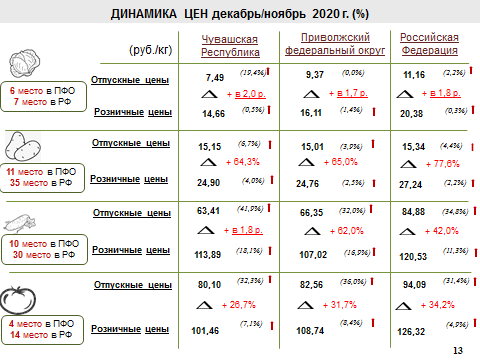 ДИНАМИКА ЦЕН декабрь/ноябрь 2020 г. (%)
(руб./кг)
Чувашская Республика
Приволжский федеральный округ
Российская Федерация
6 место в ПФО
7 место в РФ
Отпускные цены 7,49 (19,4%) 9,37 (0,0%) 11,16 (2,2%)
+ в 2,0 р. + в 1,7 р. + в 1,8 р.
Розничные цены 14,66 (0,5%) 16,11 (1,4%) 20,38 (0,3%)
11 место в ПФО
35 место в РФ
Отпускные цены 15,15 (6,7%) 15,01 (3,9%) 15,34 (4,4%)
+ 64,3% + 65,0% + 77,6%
Розничные цены 24,90 (4,0%) 24,76 (2,5%) 27,24 (2,2%)
10 место в ПФО
30 место в РФ
Отпускные цены 63,41 (41,9%) 66,35 (32,0%) 84,88 (34,8%)
+ в 1,8 р. + 62,0% + 42,0%
Розничные цены 113,89 (18,1%) 107,02 (16,9%) 120,53 (11,3%)
4 место в ПФО
14 место в РФ
Отпускные цены 80,10 (32,3%) 82,56 (36,0%) 94,09 (31,4%)
+ 26,7% + 31,7% + 34,2%
Розничные цены 101,46 (7,1%) 108,74 (8,4%) 126,32 (4,9%)
13